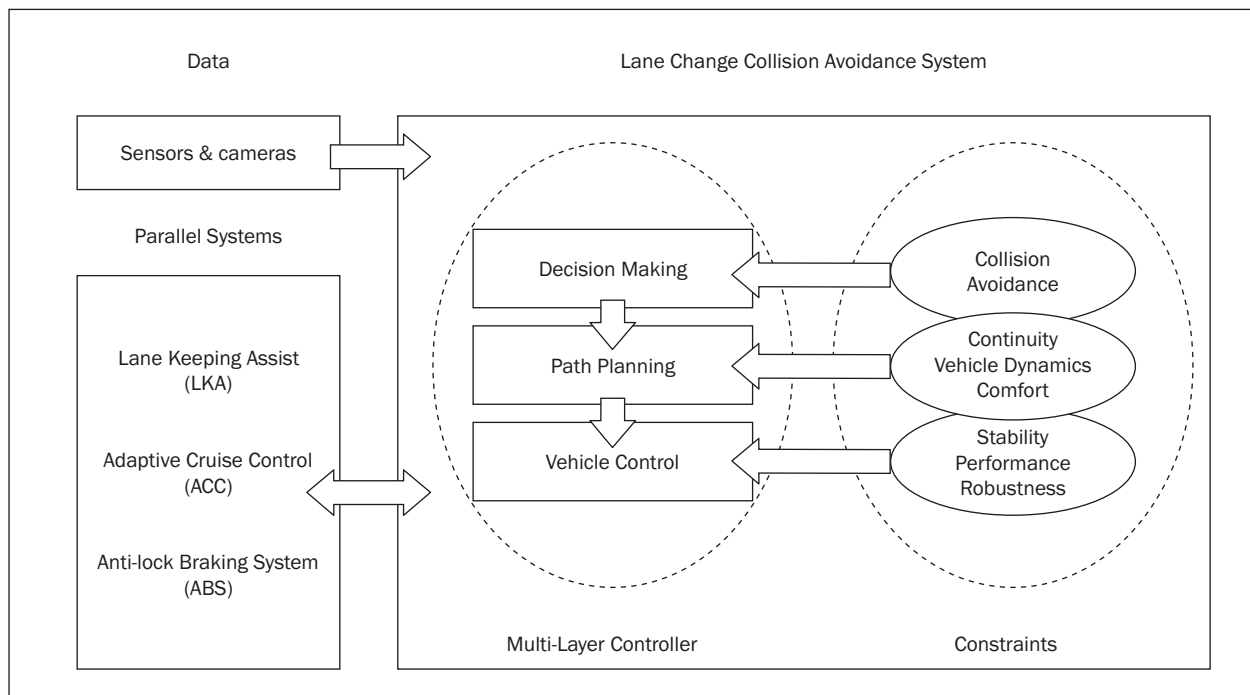 Data
Lane Change Collision Avoidance System
Sensors & cameras
Parallel Systems
Lane Keeping Assist
(LKA)
Adaptive Cruise Control
(ACC)
Anti-lock Braking System
(ABS)
Decision Making
Path Planning
Vehicle Control
Collision
Avoidance
Continuity
Vehicle Dynamics
Comfort
Stability
Performance
Robustness
Multi-Layer Controller
Constraints